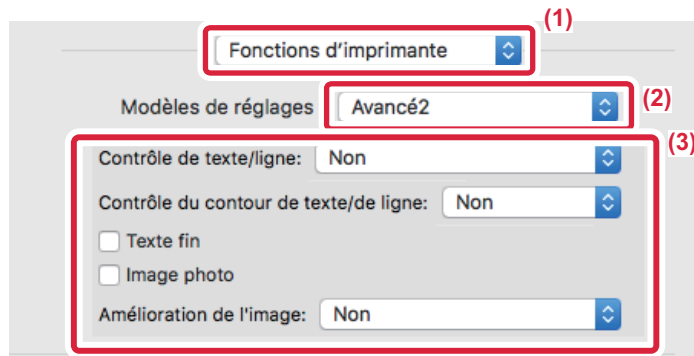 (1)
Fonctions d'imprimante
Modèles de réglages Avancé2 (2)
(3)
Contrôle de texte/ligne: Non
Contrôle du contour de texte/de ligne: Non
Texte fin
Image photo
Amélioration de l'image: Non